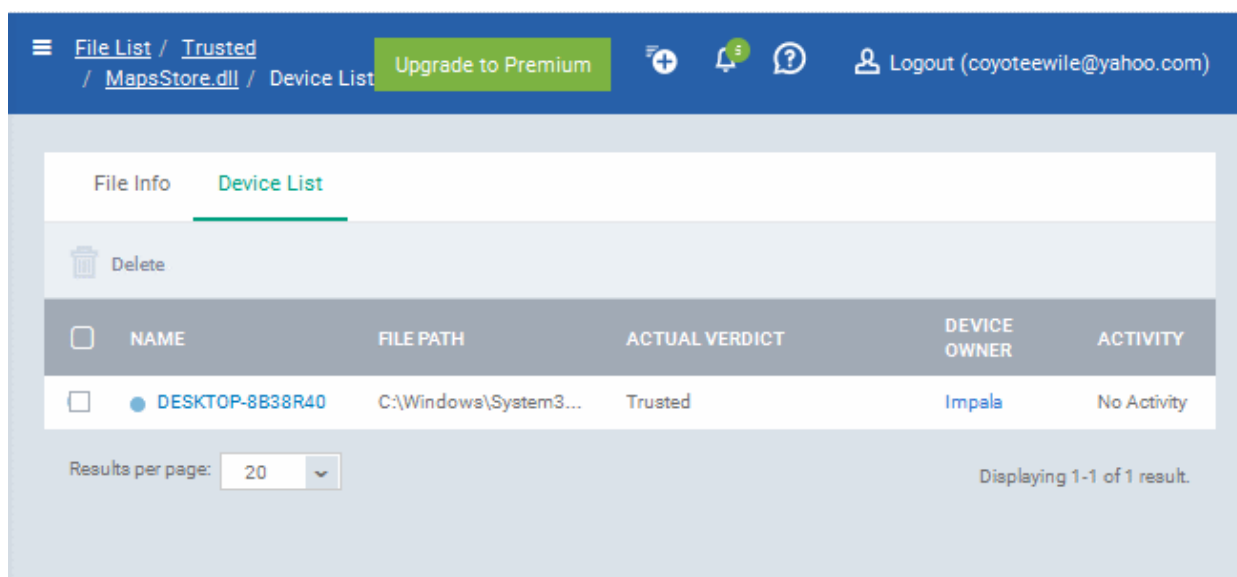 File List / Trusted
/ MapsStore.dll / Device List
Upgrade to Premium
5
Logout (coyoteewile@yahoo.com)
File Info Device List
Delete
NAME FILE PATH ACTUAL VERDICT DEVICE OWNER ACTIVITY
DESKTOP-8B38R40 C:\Windows\System3... Trusted Impala No Activity
Results per page: 20
Displaying 1-1 of 1 result.